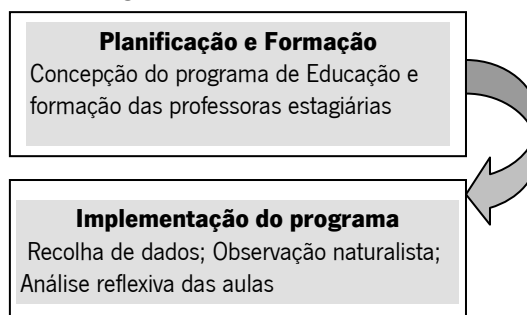 Planificação e Formação
Concepção do programa de Educação e
formação das professoras estagiárias
Implementação do programa
Recolha de dados; Observação naturalista;
Análise reflexiva das aulas